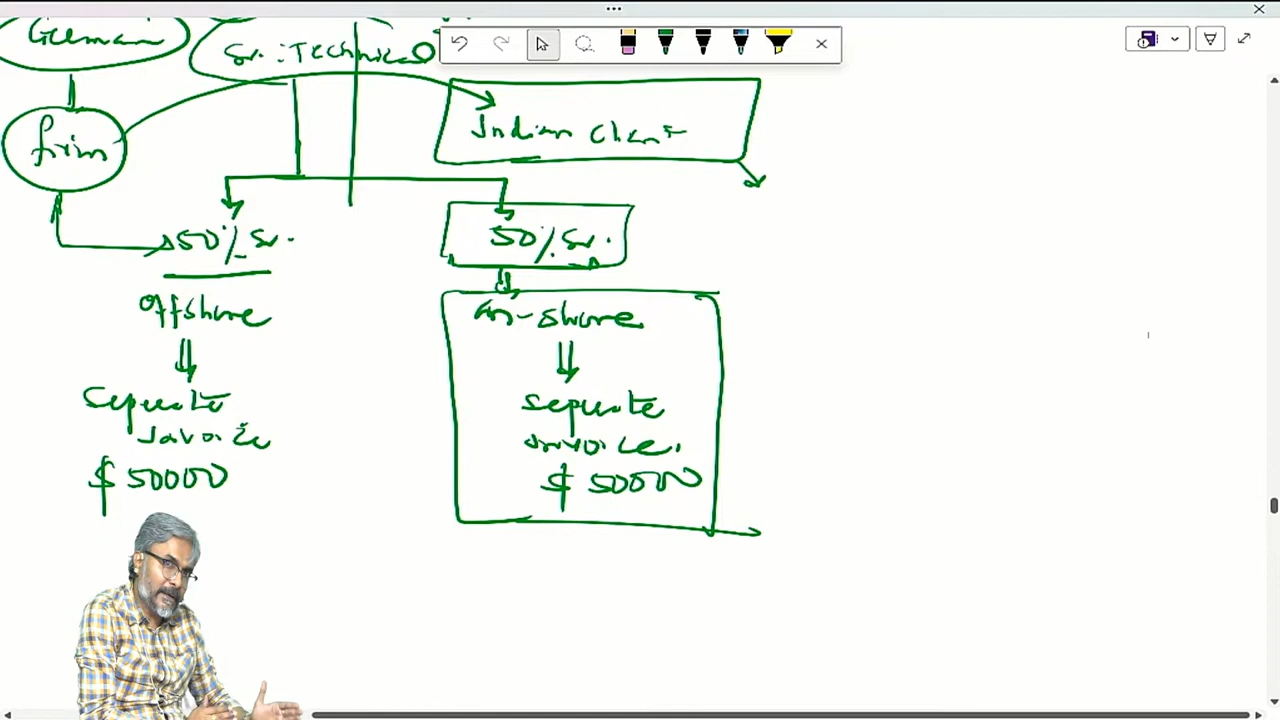 German
Sr. : Technical
firm
Indian Client
50% Sr.
50% Sr.
Offshore
on-shore
Separate
Invoice
$ 50000
Separate
invoice.
$ 50000